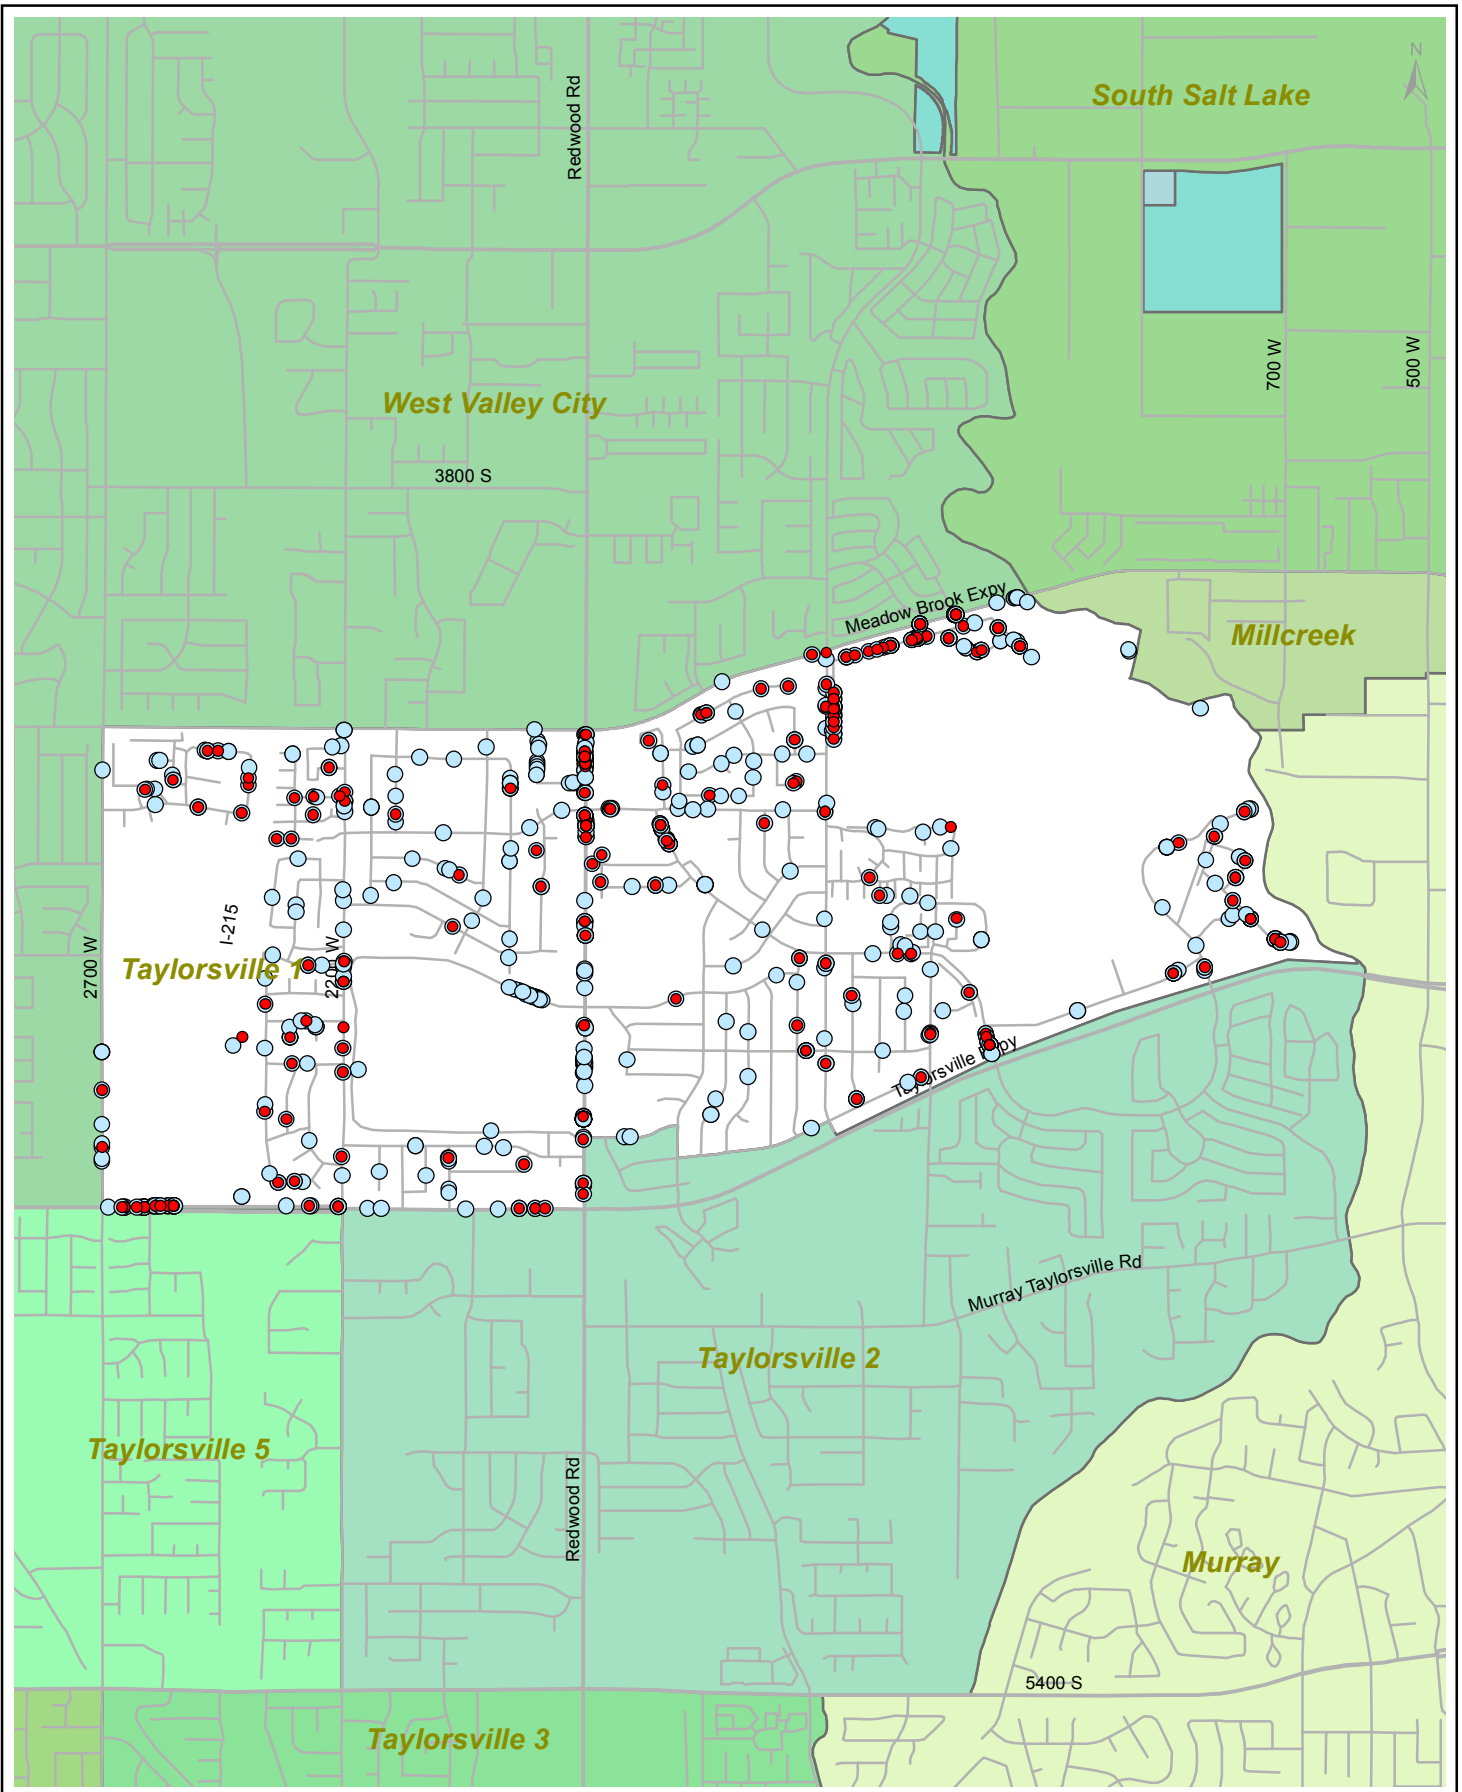 N
South Salt Lake
Redwood Rd
700 W
500 W
West Valley City
3800 S
Meadow Brook Expy
Millcreek
I-215
2700 W
Taylorsville 1
2200 W
Taylorsville Expy
Murray Taylorsville Rd
Taylorsville 2
Taylorsville 5
Redwood Rd
Murray
5400 S
Taylorsville 3